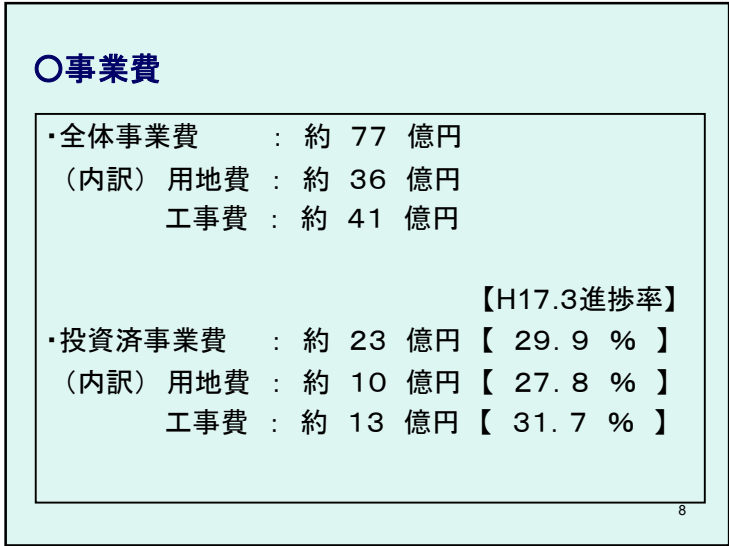 ○事業費
・全体事業費 : 約 77 億円
(内訳) 用地費 : 約 36 億円
工事費 : 約 41 億円
【H17.3進捗率】
・投資済事業費 : 約 23 億円【 29.9 % 】
(内訳) 用地費 : 約 10 億円【 27.8 % 】
工事費 : 約 13 億円【 31.7 % 】
8